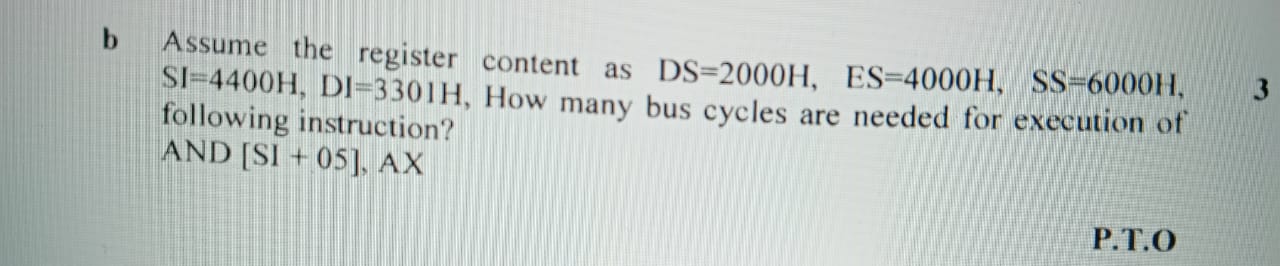 b Assume the register content as DS=2000H, ES=4000H, SS=6000H, 3
SI=4400H, DI=3301H, How many bus cycles are needed for execution of
following instruction?
AND [SI + 05], AX
P.T.O